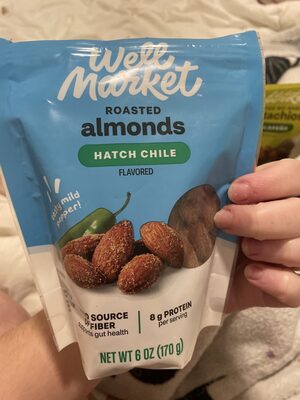 Well
Market
ROASTED
almonds
HATCH CHILE
FLAVORED
mild
pepper!
SOURCE
FIBER
gut health
8 g PROTEIN
per serving
NET WT 6 OZ (170 g)